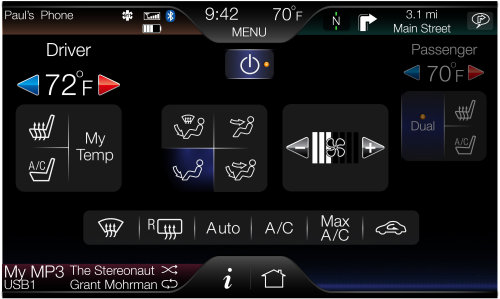 Paul's Phone 9:42 70°F N 3.1 mi
MENU Main Street
Driver Passenger
72°F 70°F
My
Temp
A/C
Dual
A/C
R Auto A/C Max
A/C
My MP3 The Stereonaut
USB1 Grant Mohrman
i